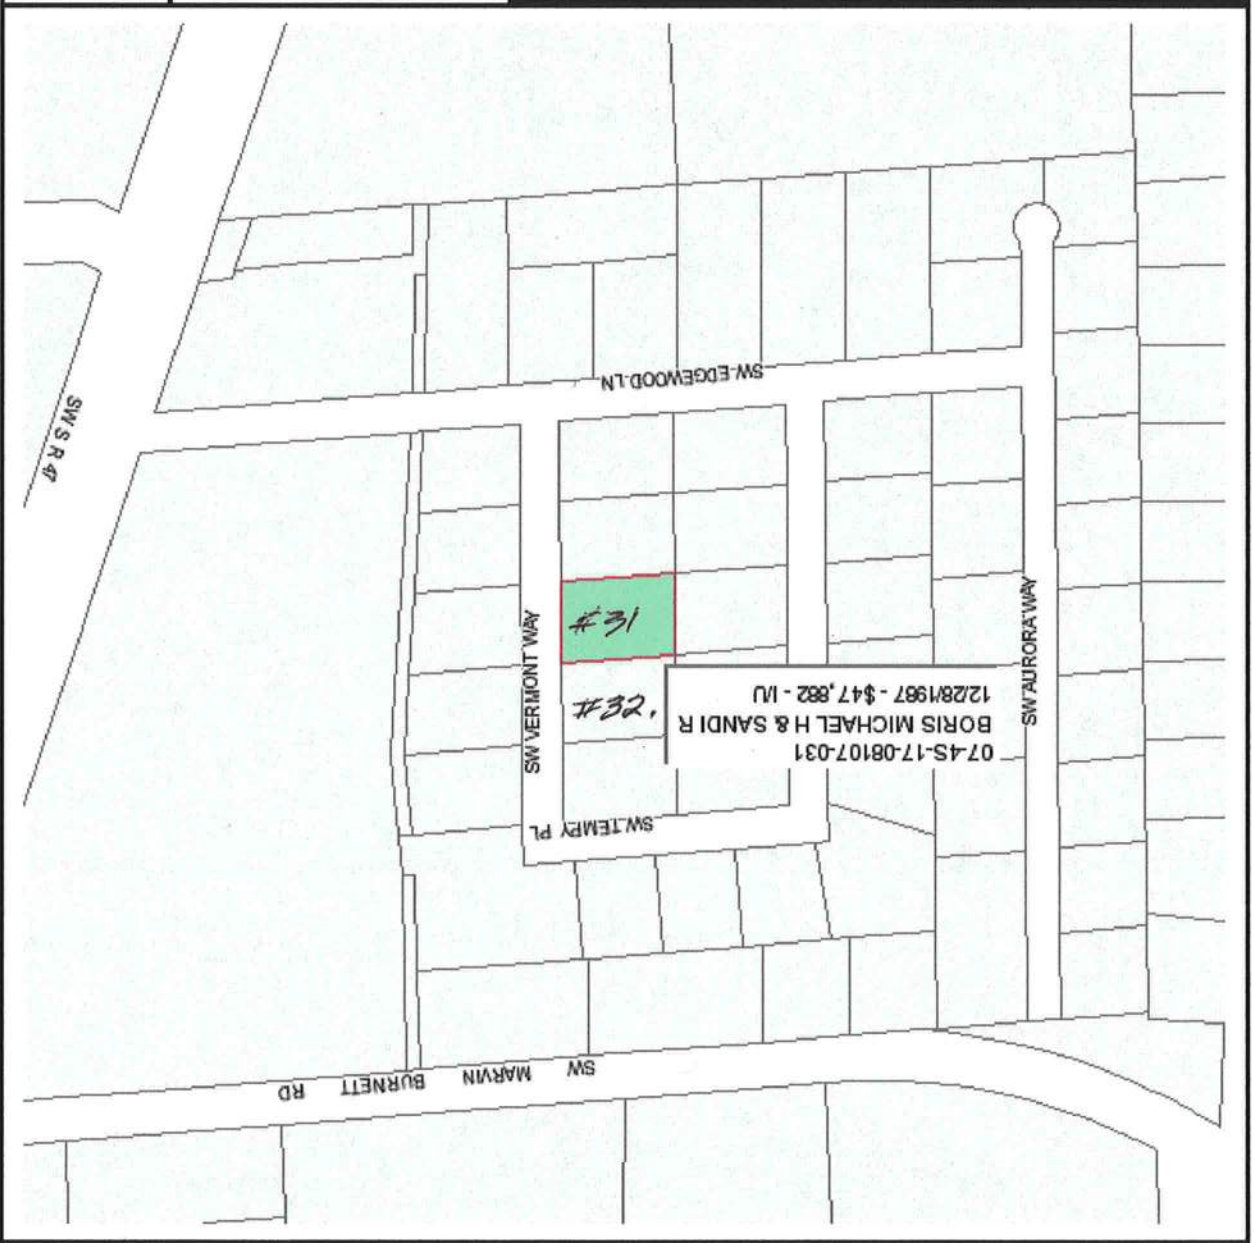 SW S R 47
SW EDGEWOOD LN
SW VERMONT WAY
#31
#32.
SW AURORA WAY
07-4S-17-08107-031
BORIS MICHAEL H & SANDI R
12/28/1987 - $47,882 - I/U
SW TEMPY PL
SW MARVIN BURNETT RD